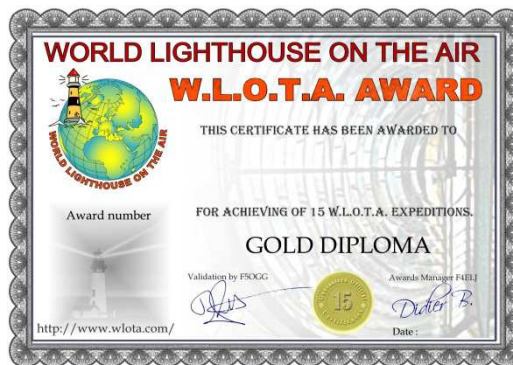 WORLD LIGHTHOUSE ON THE AIR
W.L.O.T.A. AWARD
WORLD LIGHTHOUSE ON THE AIR
THIS CERTIFICATE HAS BEEN AWARDED TO
Award number
FOR ACHIEVING OF 15 W.L.O.T.A. EXPEDITIONS.
GOLD DIPLOMA
Validation by F5OGG
Awards Manager F4ELJ
15
Didier B.
http://www.wlota.com/
Date :